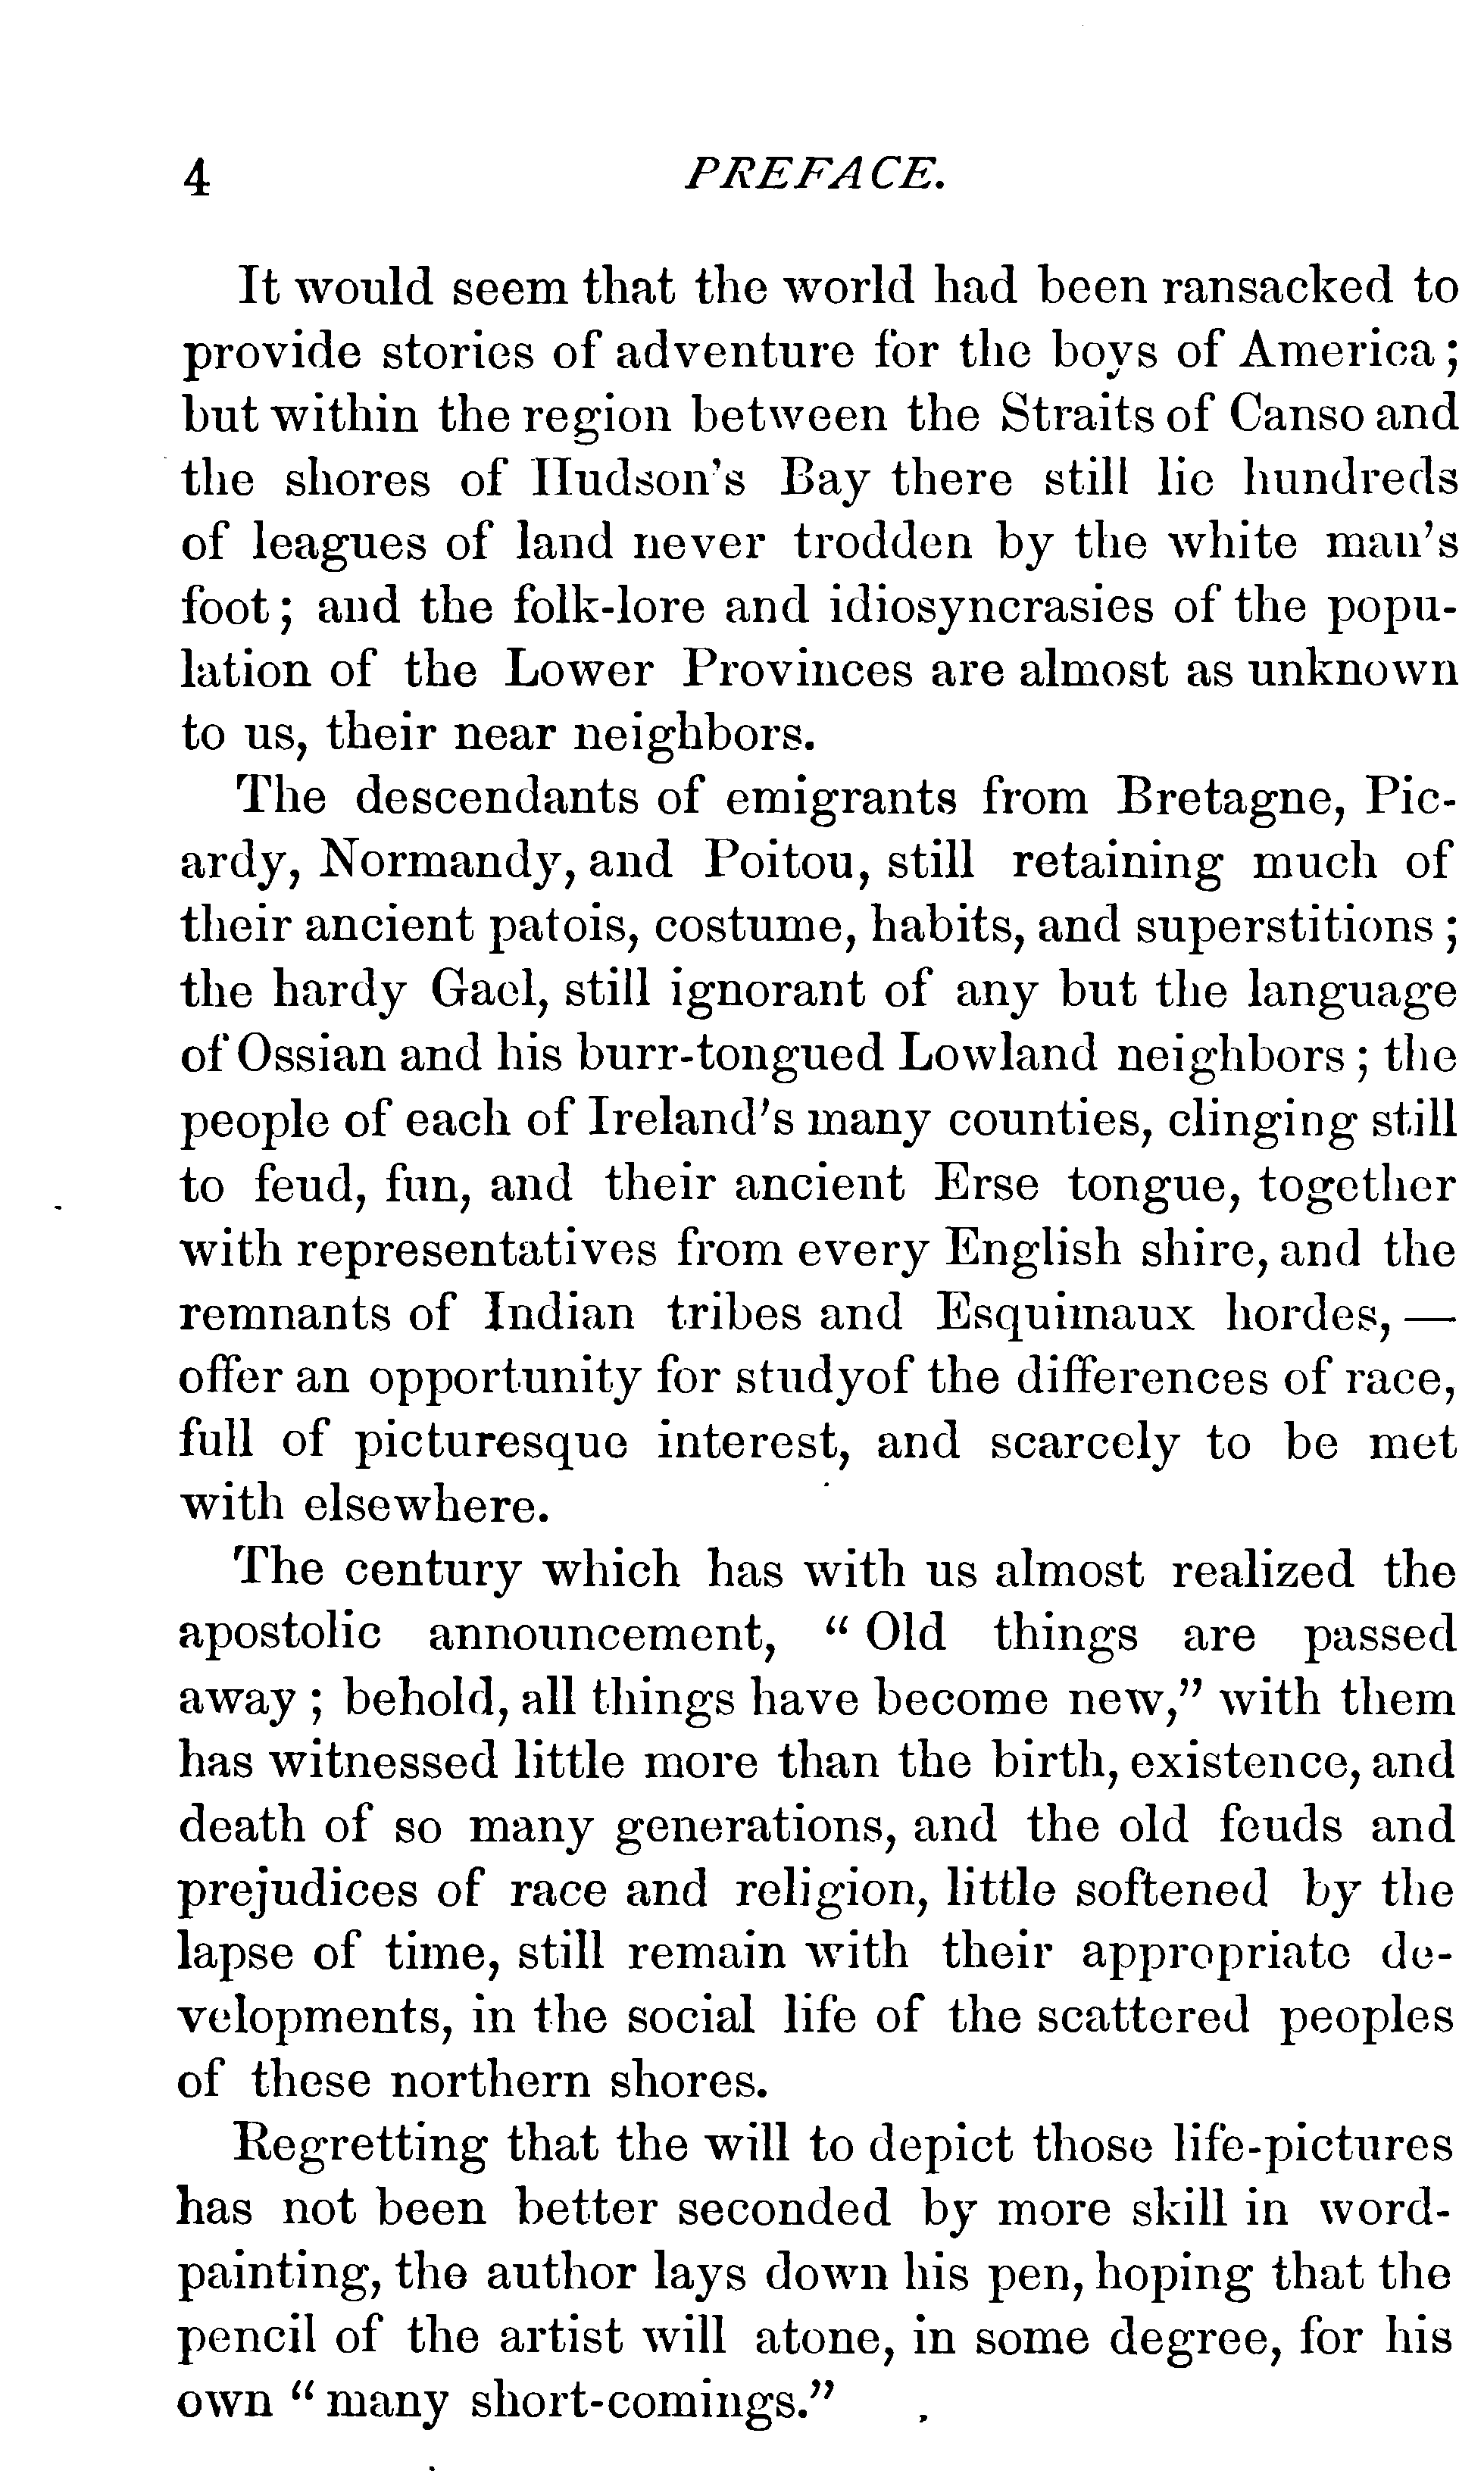 4 PREFACE.
It would seem that the world had been ransacked to
provide stories of adventure for the boys of America;
but within the region between the Straits of Canso and
the shores of Hudson's Bay there still lie hundreds
of leagues of land never trodden by the white man's
foot; and the folk-lore and idiosyncrasies of the popu-
lation of the Lower Provinces are almost as unknown
to us, their near neighbors.
The descendants of emigrants from Bretagne, Pic-
ardy, Normandy, and Poitou, still retaining much of
their ancient patois, costume, habits, and superstitions;
the hardy Gael, still ignorant of any but the language
of Ossian and his burr-tongued Lowland neighbors; the
people of each of Ireland's many counties, clinging still
to feud, fun, and their ancient Erse tongue, together
with representatives from every English shire, and the
remnants of Indian tribes and Esquimaux hordes, —
offer an opportunity for studyof the differences of race,
full of picturesque interest, and scarcely to be met
with elsewhere.
The century which has with us almost realized the
apostolic announcement, "Old things are passed
away; behold, all things have become new," with them
has witnessed little more than the birth, existence, and
death of so many generations, and the old feuds and
prejudices of race and religion, little softened by the
lapse of time, still remain with their appropriate de-
velopments, in the social life of the scattered peoples
of these northern shores.
Regretting that the will to depict those life-pictures
has not been better seconded by more skill in word-
painting, the author lays down his pen, hoping that the
pencil of the artist will atone, in some degree, for his
own "many short-comings."